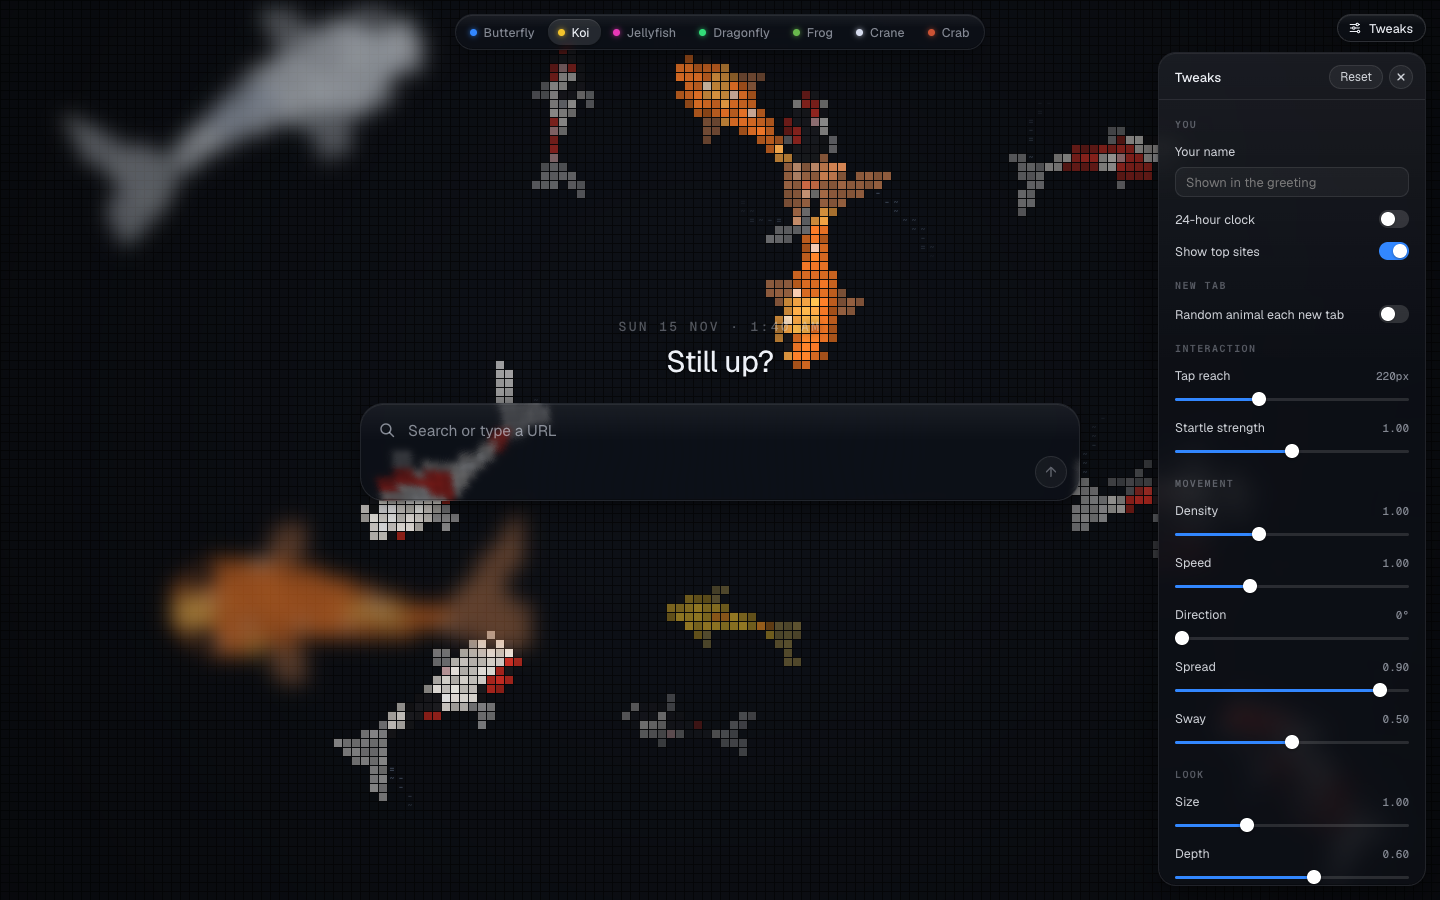 Butterfly Koi Jellyfish Dragonfly Frog Crane Crab
Tweaks
Tweaks Reset
YOU
Your name
Shown in the greeting
24-hour clock
Show top sites
NEW TAB
Random animal each new tab
INTERACTION
Tap reach 220px
Startle strength 1.00
MOVEMENT
Density 1.00
Speed 1.00
Direction 0°
Spread 0.90
Sway 0.50
LOOK
Size 1.00
Depth 0.60
SUN 15 NOV ·
Still up?
Search or type a URL